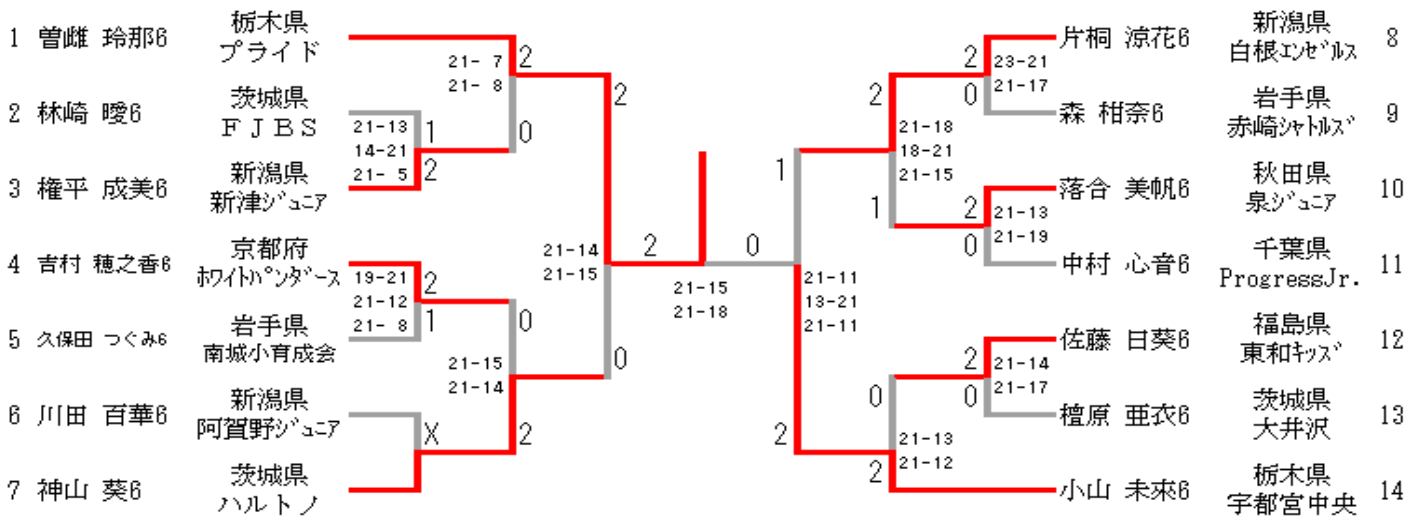 1 曽雌 玲那6 栃木県
プライド
2 林崎 曖6 茨城県
ＦＪＢＳ
3 権平 成美6 新潟県
新津ｼﾞｭﾆｱ
4 吉村 穂之香6 京都府
ﾎﾜｲﾄﾊﾟﾝﾀﾞｰｽ
5 久保田 つぐみ6 岩手県
南城小育成会
6 川田 百華6 新潟県
阿賀野ｼﾞｭﾆｱ
7 神山 葵6 茨城県
ハルトノ
21- 7
21- 8
2
0
21-13
14-21
21- 5
1
2
19-21
21-12
21- 8
2
1
21-15
21-14
0
2
X
2
21-14
21-15
0
2
0
21-15
21-18
1
21-11
13-21
21-11
2
2
21-18
18-21
21-15
1
2
23-21
21-17
0
2
21-13
21-19
0
2
21-14
21-17
0
0
21-13
21-12
2
片桐 涼花6 新潟県
白根ｴﾝｾﾞﾙｽ 8
森 柑奈6 岩手県
赤崎ｼｬﾄﾙｽﾞ 9
落合 美帆6 秋田県
泉ｼﾞｭﾆｱ 10
中村 心音6 千葉県
ProgressJr. 11
佐藤 日葵6 福島県
東和ｷｯｽﾞ 12
檀原 亜衣6 茨城県
大井沢 13
小山 未來6 栃木県
宇都宮中央 14